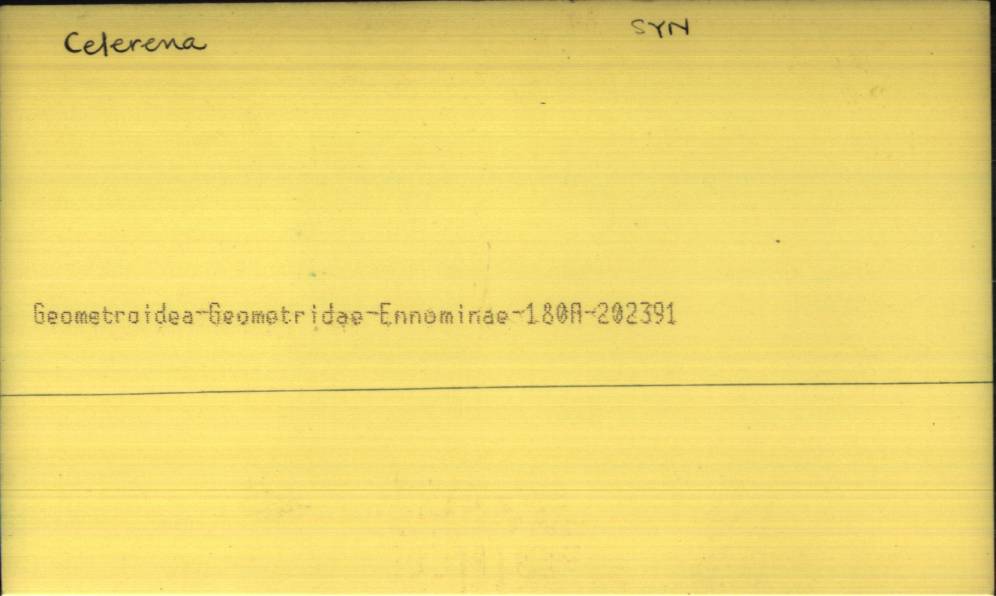 Celerena SYN
Geometroidea-Geometridae-Ennominae-180A-202391